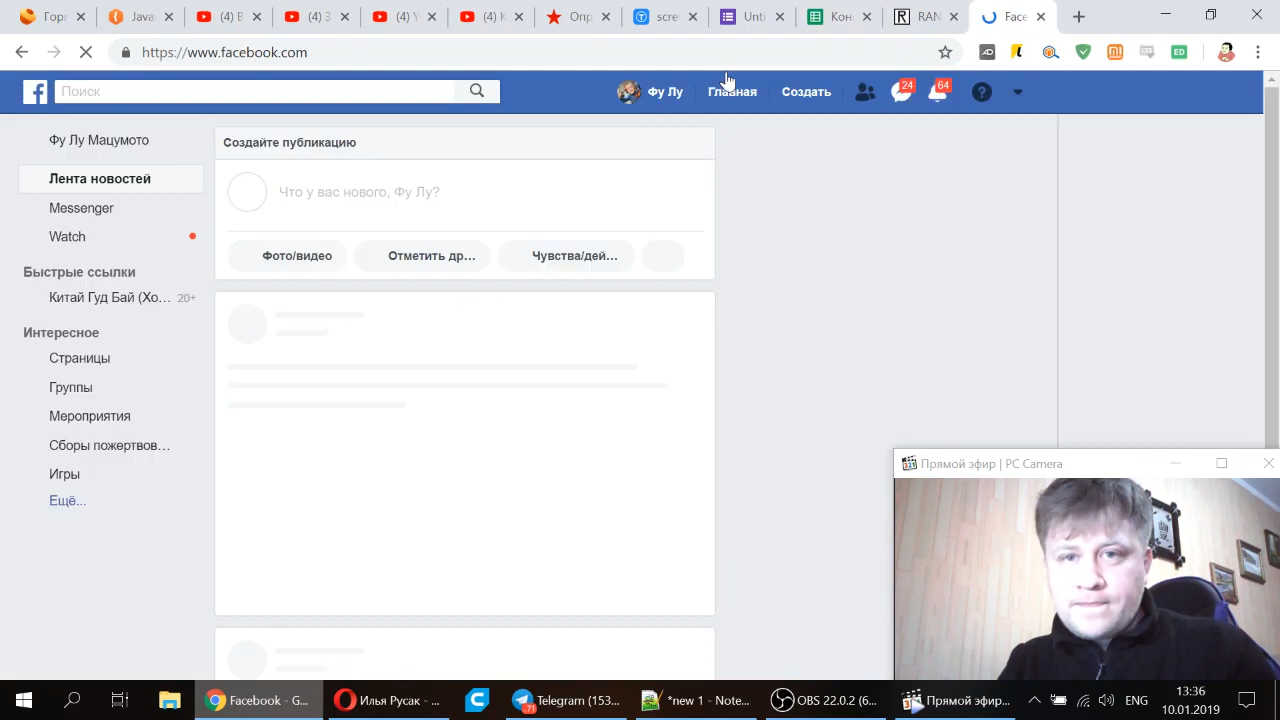 Гор
Java
(4) В
(4) З
(4) Y
(4) К
Опр
scre
Unti
Кон
RAN
Face
https://www.facebook.com
Поиск
Фу Лу
Главная
Создать
24
64
Фу Лу Мацумото
Лента новостей
Messenger
Watch
Быстрые ссылки
Китай Гуд Бай (Хо... 20+
Интересное
Страницы
Группы
Мероприятия
Сборы пожертвов...
Игры
Ещё...
Создайте публикацию
Что у вас нового, Фу Лу?
Фото/видео
Отметить др...
Чувства/дей...
Прямой эфир | PC Camera
Facebook - G...
Илья Русак - ...
Telegram (153...
*new 1 - Note...
OBS 22.0.2 (6...
Прямой эфир...
ENG
13:36
10.01.2019